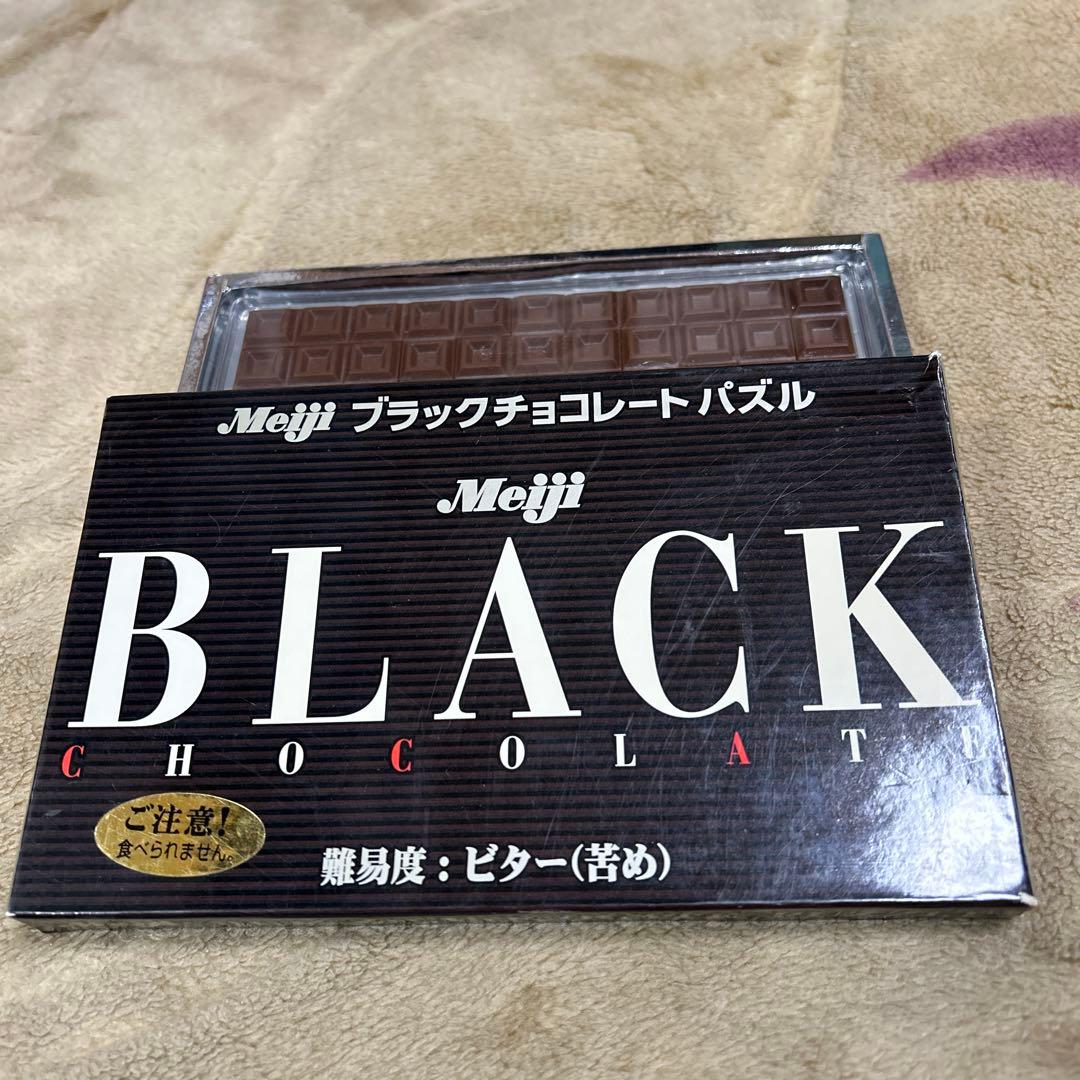 Meiji ブラックチョコレートパズル
Meiji
BLACK
CHOCOLATE
ご注意!
食べられません。
難易度:ビター(苦め)